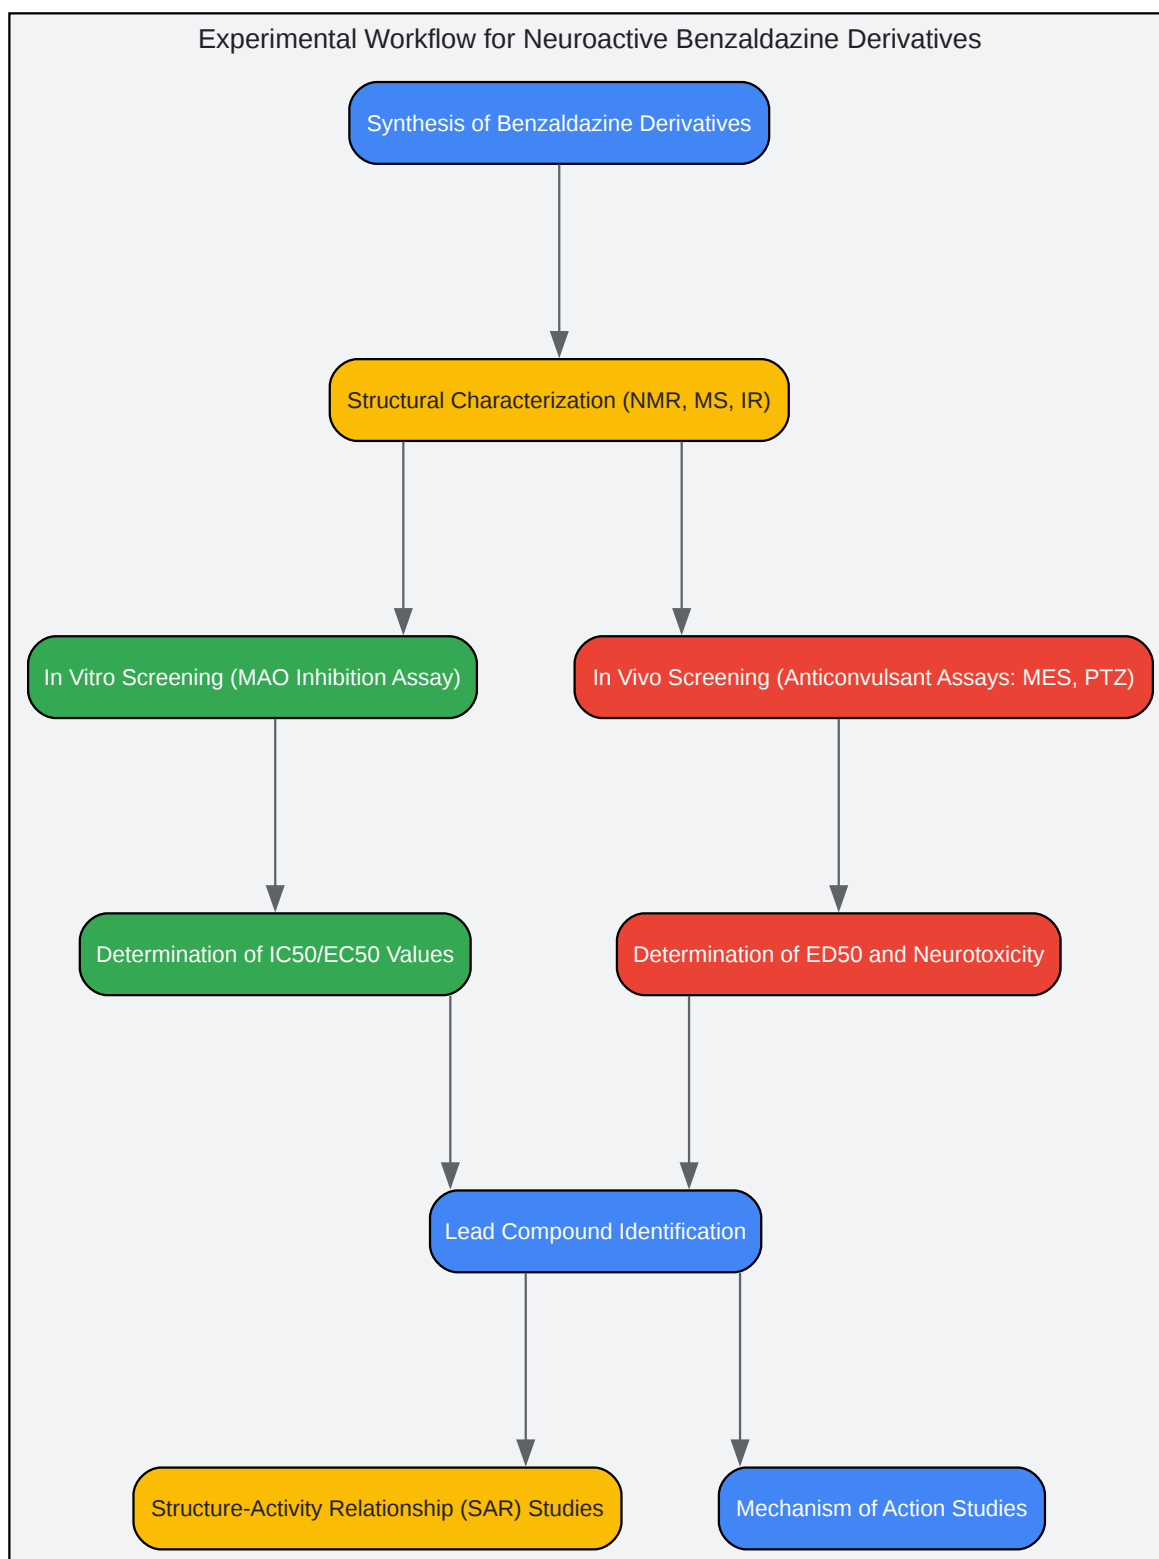 Experimental Workflow for Neuroactive Benzaldazine Derivatives
Synthesis of Benzaldazine Derivatives
Structural Characterization (NMR, MS, IR)
In Vitro Screening (MAO Inhibition Assay)
In Vivo Screening (Anticonvulsant Assays: MES, PTZ)
Determination of IC50/EC50 Values
Determination of ED50 and Neurotoxicity
Lead Compound Identification
Structure-Activity Relationship (SAR) Studies
Mechanism of Action Studies